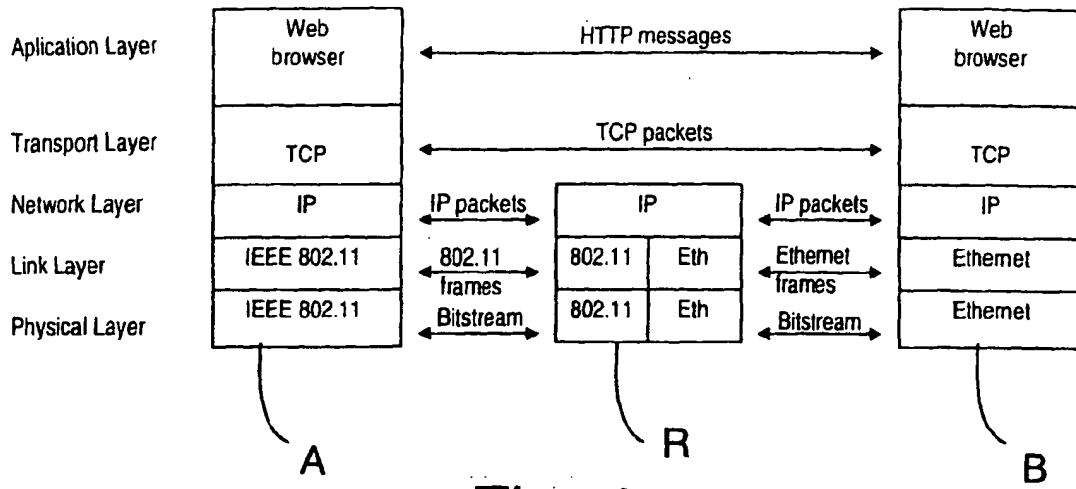 Aplication Layer
Web
browser
HTTP messages
Web
browser
Transport Layer
TCP
TCP packets
TCP
Network Layer
IP
IP packets
IP
IP packets
IP
Link Layer
IEEE 802.11
802.11
frames
802.11
Eth
Ethernet
frames
Ethernet
Physical Layer
IEEE 802.11
Bitstream
802.11
Eth
Bitstream
Ethernet
A
R
B